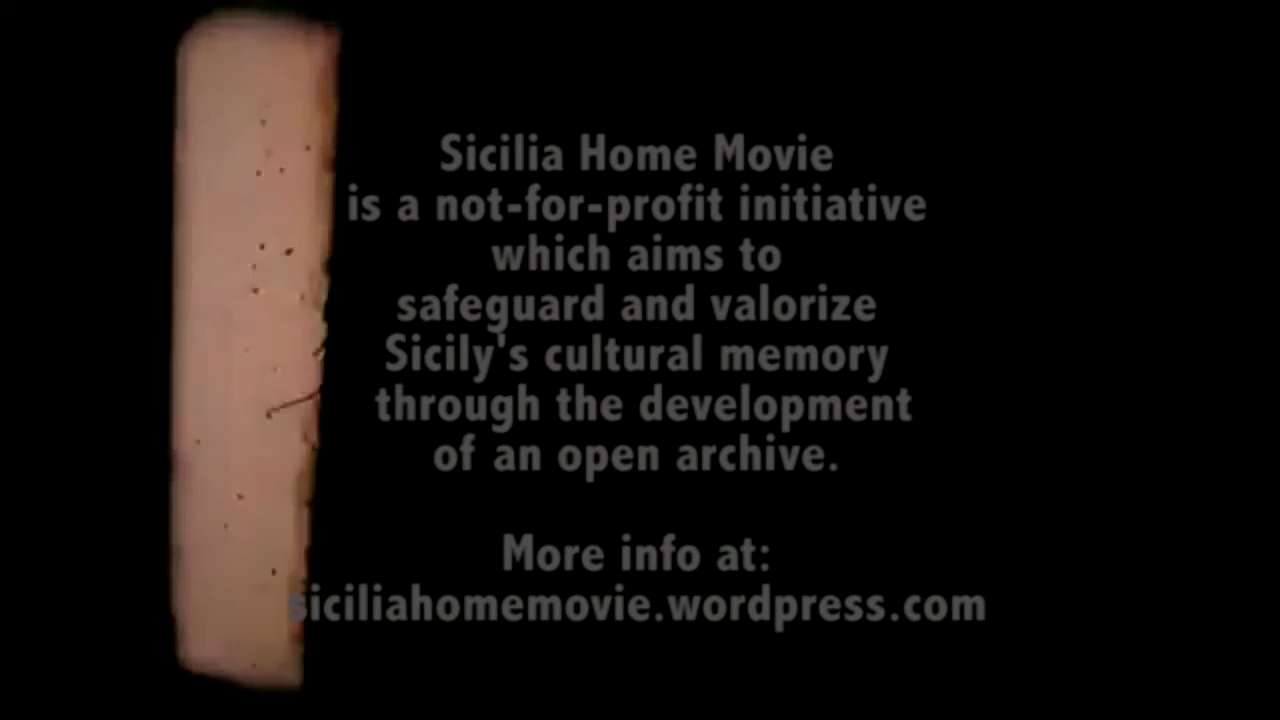 Sicilia Home Movie
is a not-for-profit initiative
which aims to
safeguard and valorize
Sicily's cultural memory
through the development
of an open archive.
More info at:
siciliahomemovie.wordpress.com